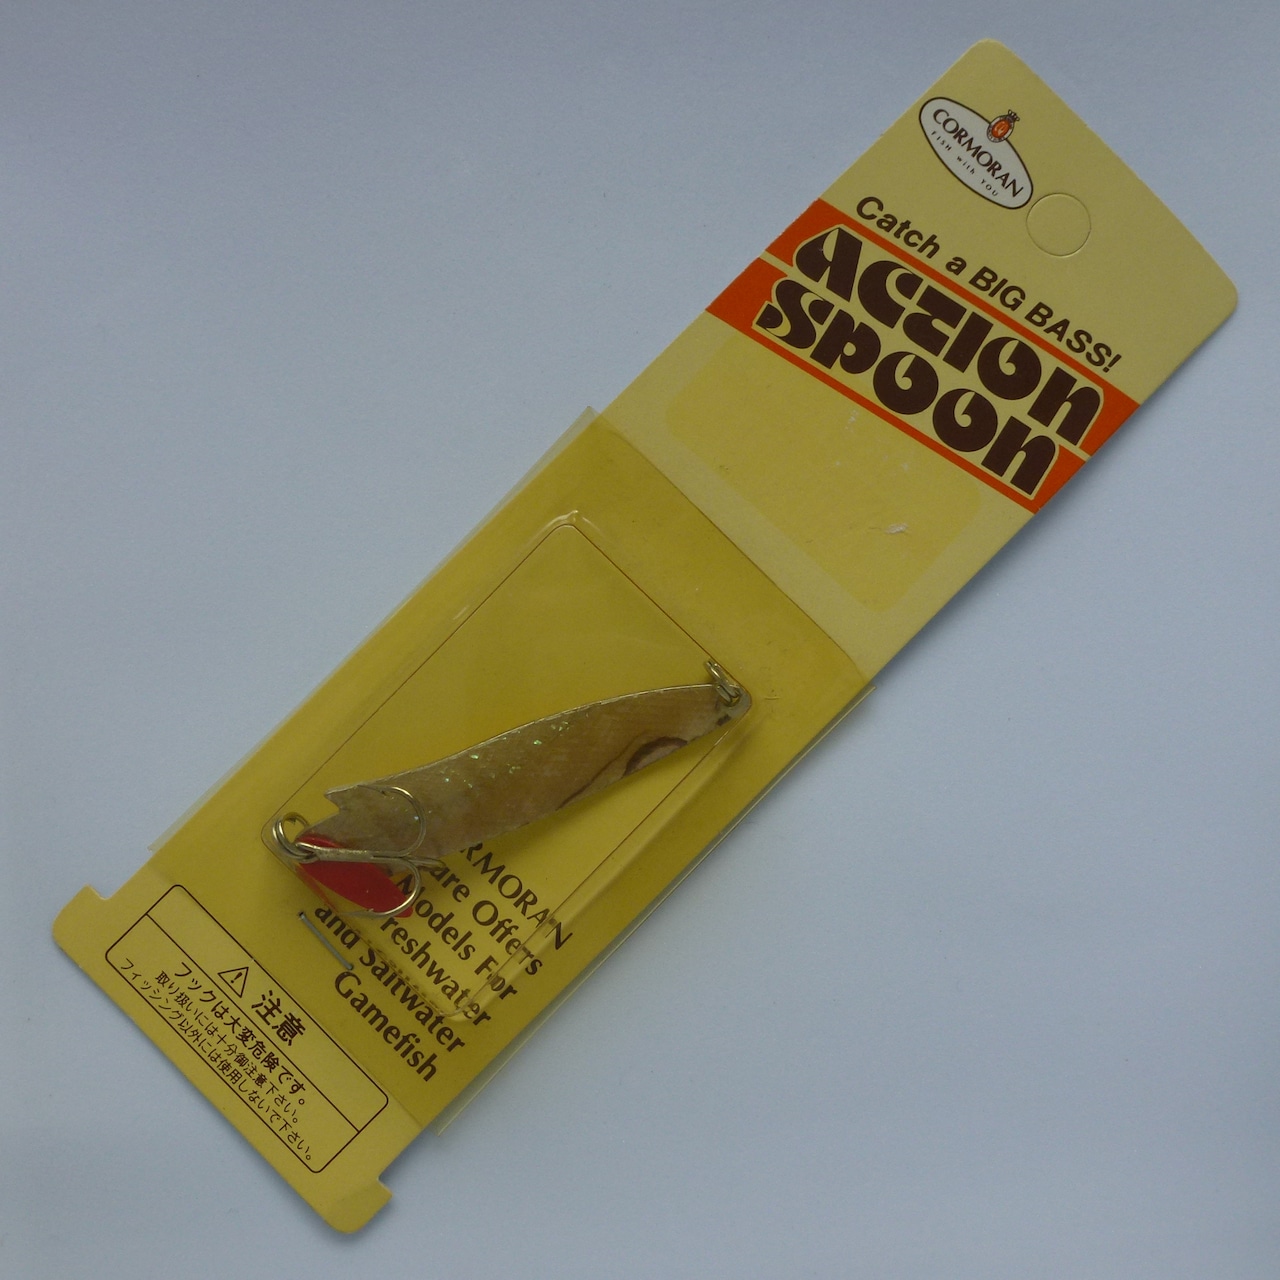 CORMORAN
FISH with YOU
Catch a BIG BASS!
ACTION
SPOON
RMORAN
are Offers
Models For
reshwater
and Saltwater
Gamefish
⚠ 注意
フックは大変危険です。
取り扱いには十分御注意下さい。
フィッシング以外には使用しないで下さい。